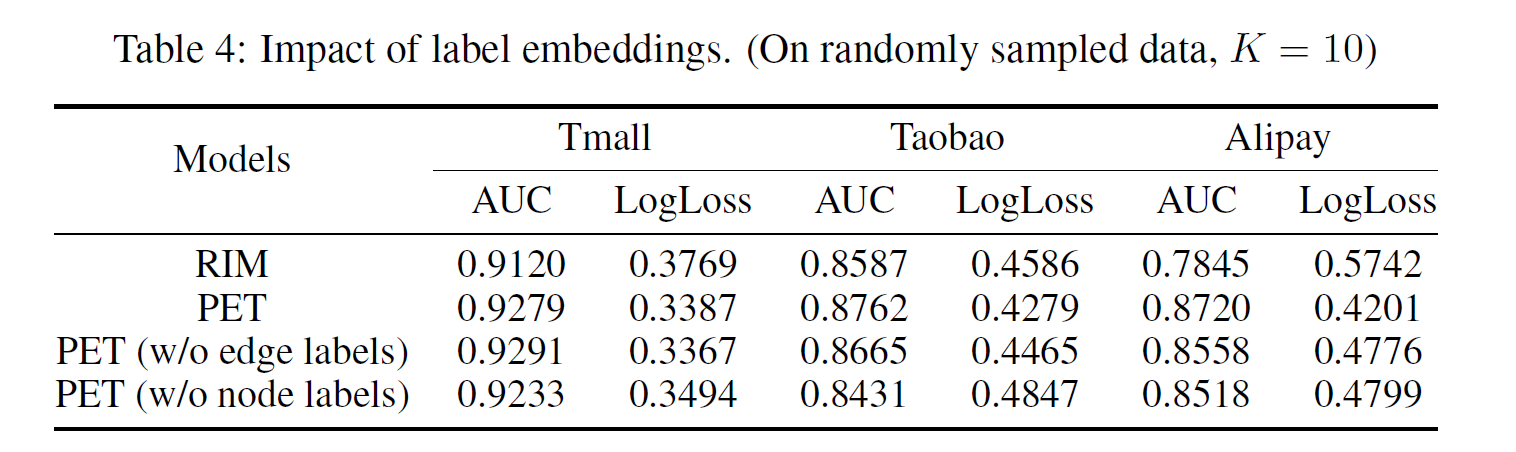 Table 4: Impact of label embeddings. (On randomly sampled data, K = 10)
Models Tmall Taobao Alipay
AUC LogLoss AUC LogLoss AUC LogLoss
RIM 0.9120 0.3769 0.8587 0.4586 0.7845 0.5742
PET 0.9279 0.3387 0.8762 0.4279 0.8720 0.4201
PET (w/o edge labels) 0.9291 0.3367 0.8665 0.4465 0.8558 0.4776
PET (w/o node labels) 0.9233 0.3494 0.8431 0.4847 0.8518 0.4799